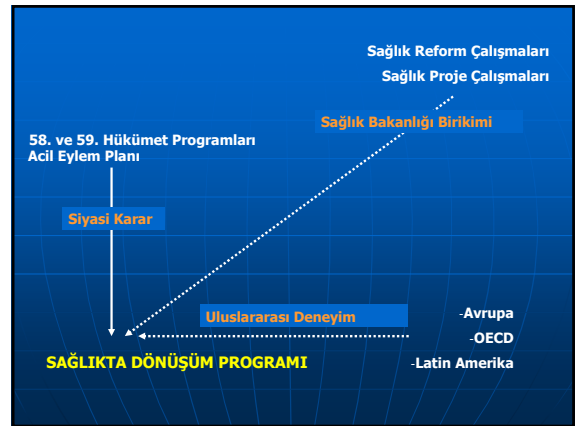 Sağlık Reform Çalışmaları
Sağlık Proje Çalışmaları
Sağlık Bakanlığı Birikimi
58. ve 59. Hükümet Programları
Acil Eylem Planı
Siyasi Karar
Uluslararası Deneyim
-Avrupa
-OECD
-Latin Amerika
SAĞLIKTA DÖNÜŞÜM PROGRAMI